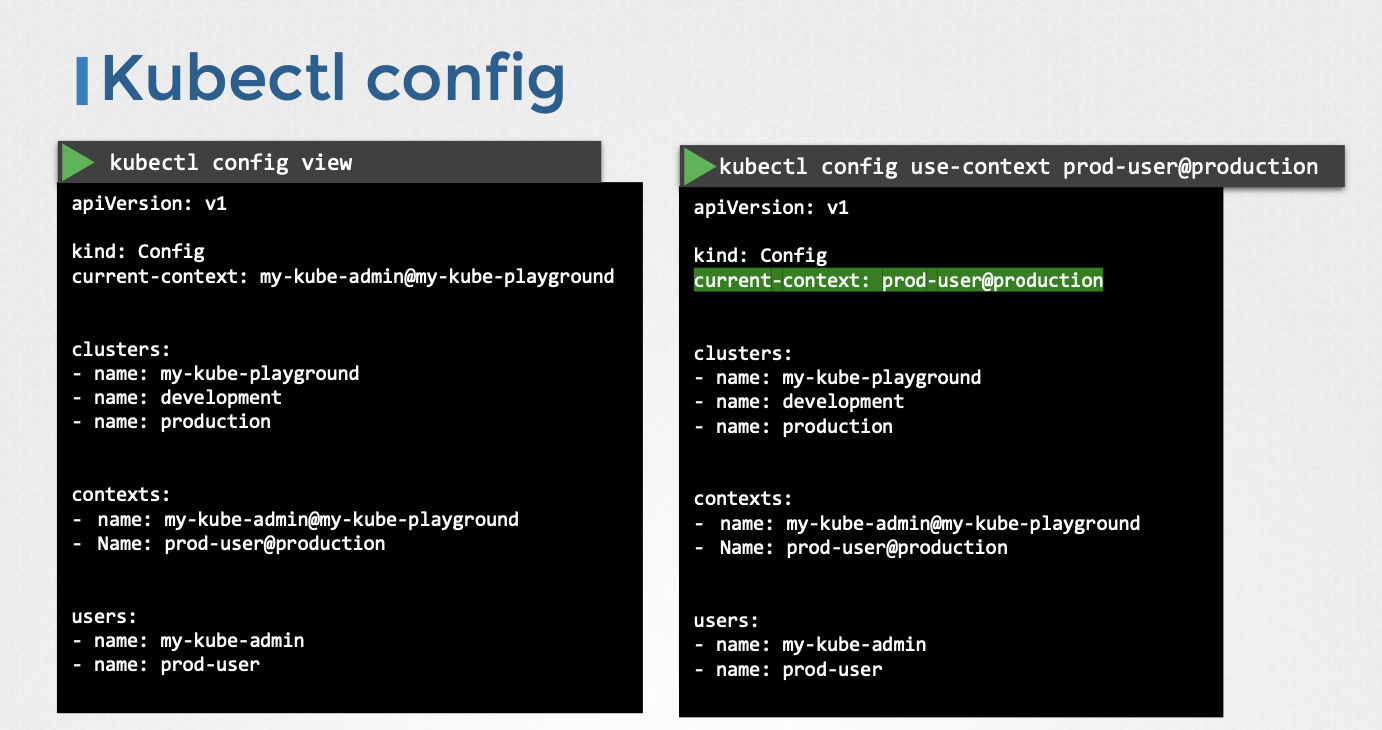 Kubectl config
kubectl config view
apiVersion: v1
kind: Config
current-context: my-kube-admin@my-kube-playground
clusters:
- name: my-kube-playground
- name: development
- name: production
contexts:
- name: my-kube-admin@my-kube-playground
- Name: prod-user@production
users:
- name: my-kube-admin
- name: prod-user
kubectl config use-context prod-user@production
apiVersion: v1
kind: Config
current-context: prod-user@production
clusters:
- name: my-kube-playground
- name: development
- name: production
contexts:
- name: my-kube-admin@my-kube-playground
- Name: prod-user@production
users:
- name: my-kube-admin
- name: prod-user